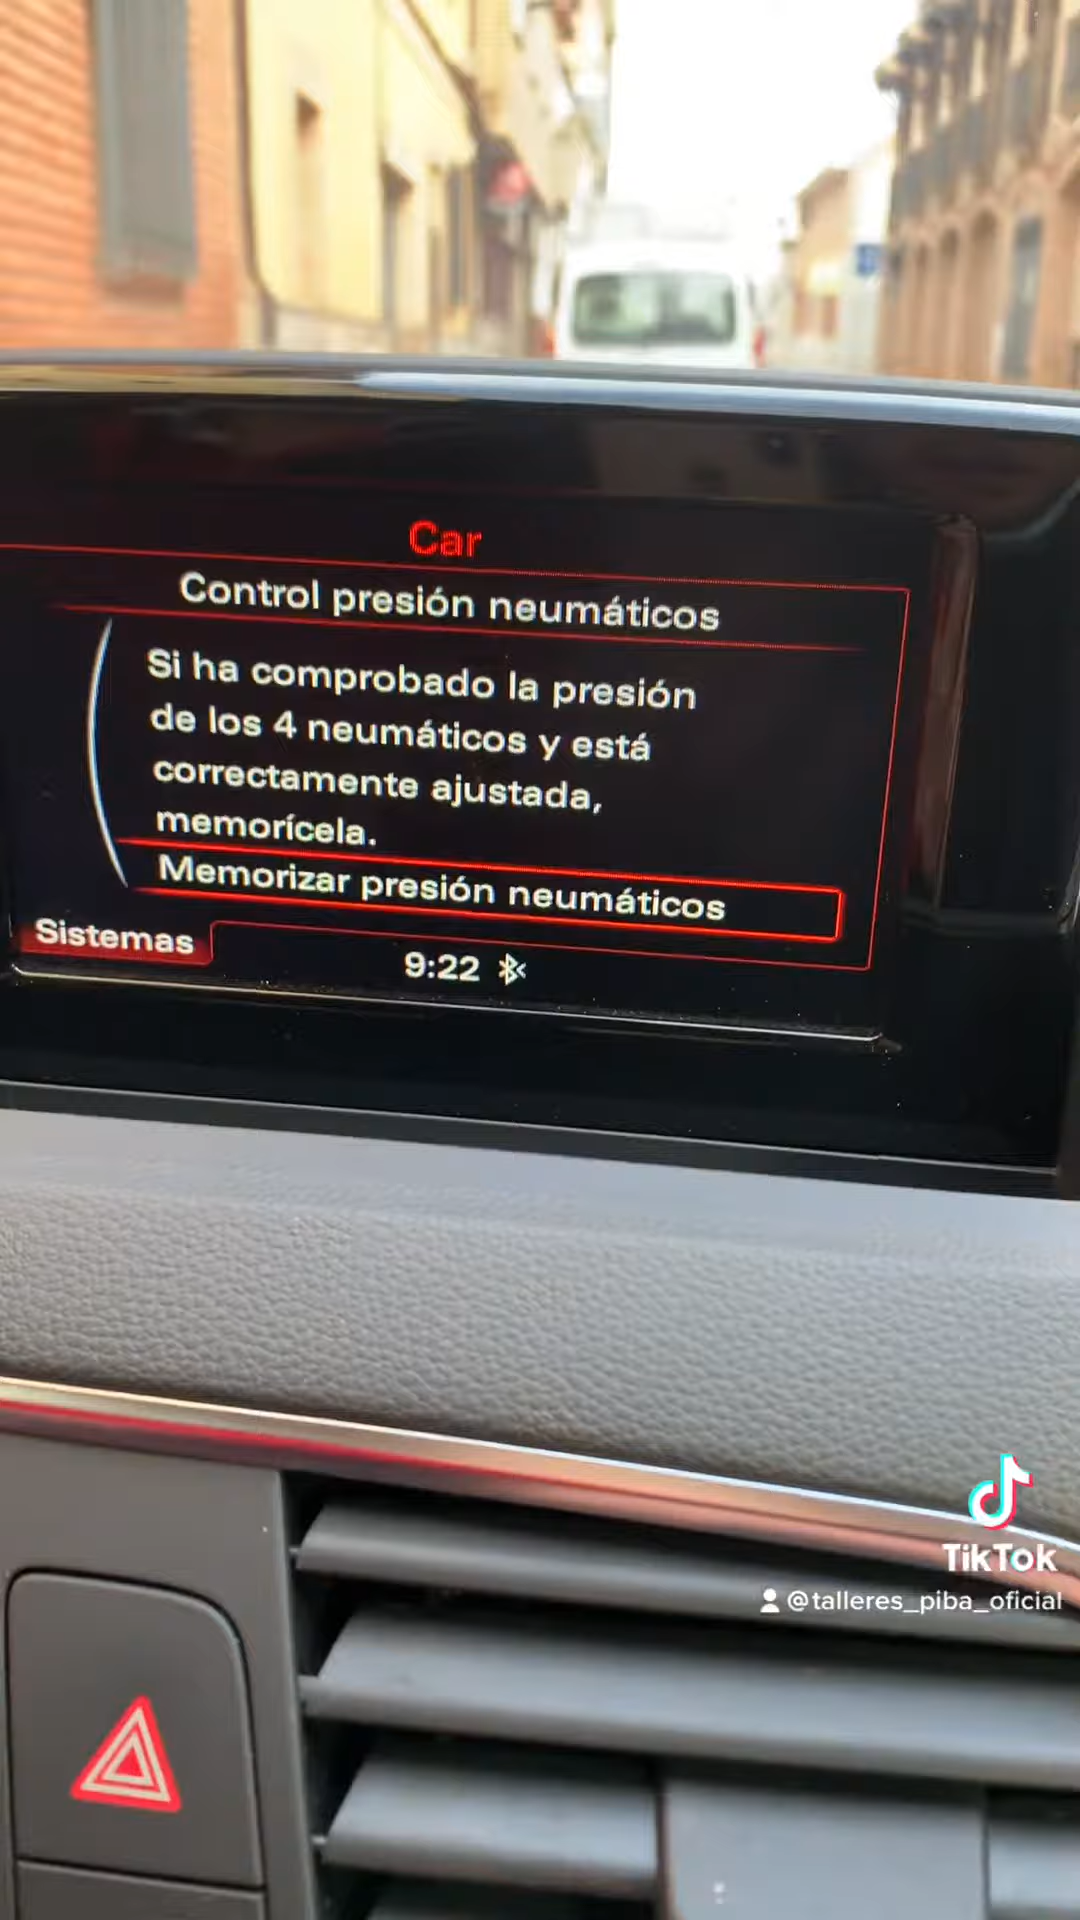 Car
Control presión neumáticos
Si ha comprobado la presión
de los 4 neumáticos y está
correctamente ajustada,
memorícela.
Memorizar presión neumáticos
Sistemas
9:22
TikTok
@talleres_piba_oficial